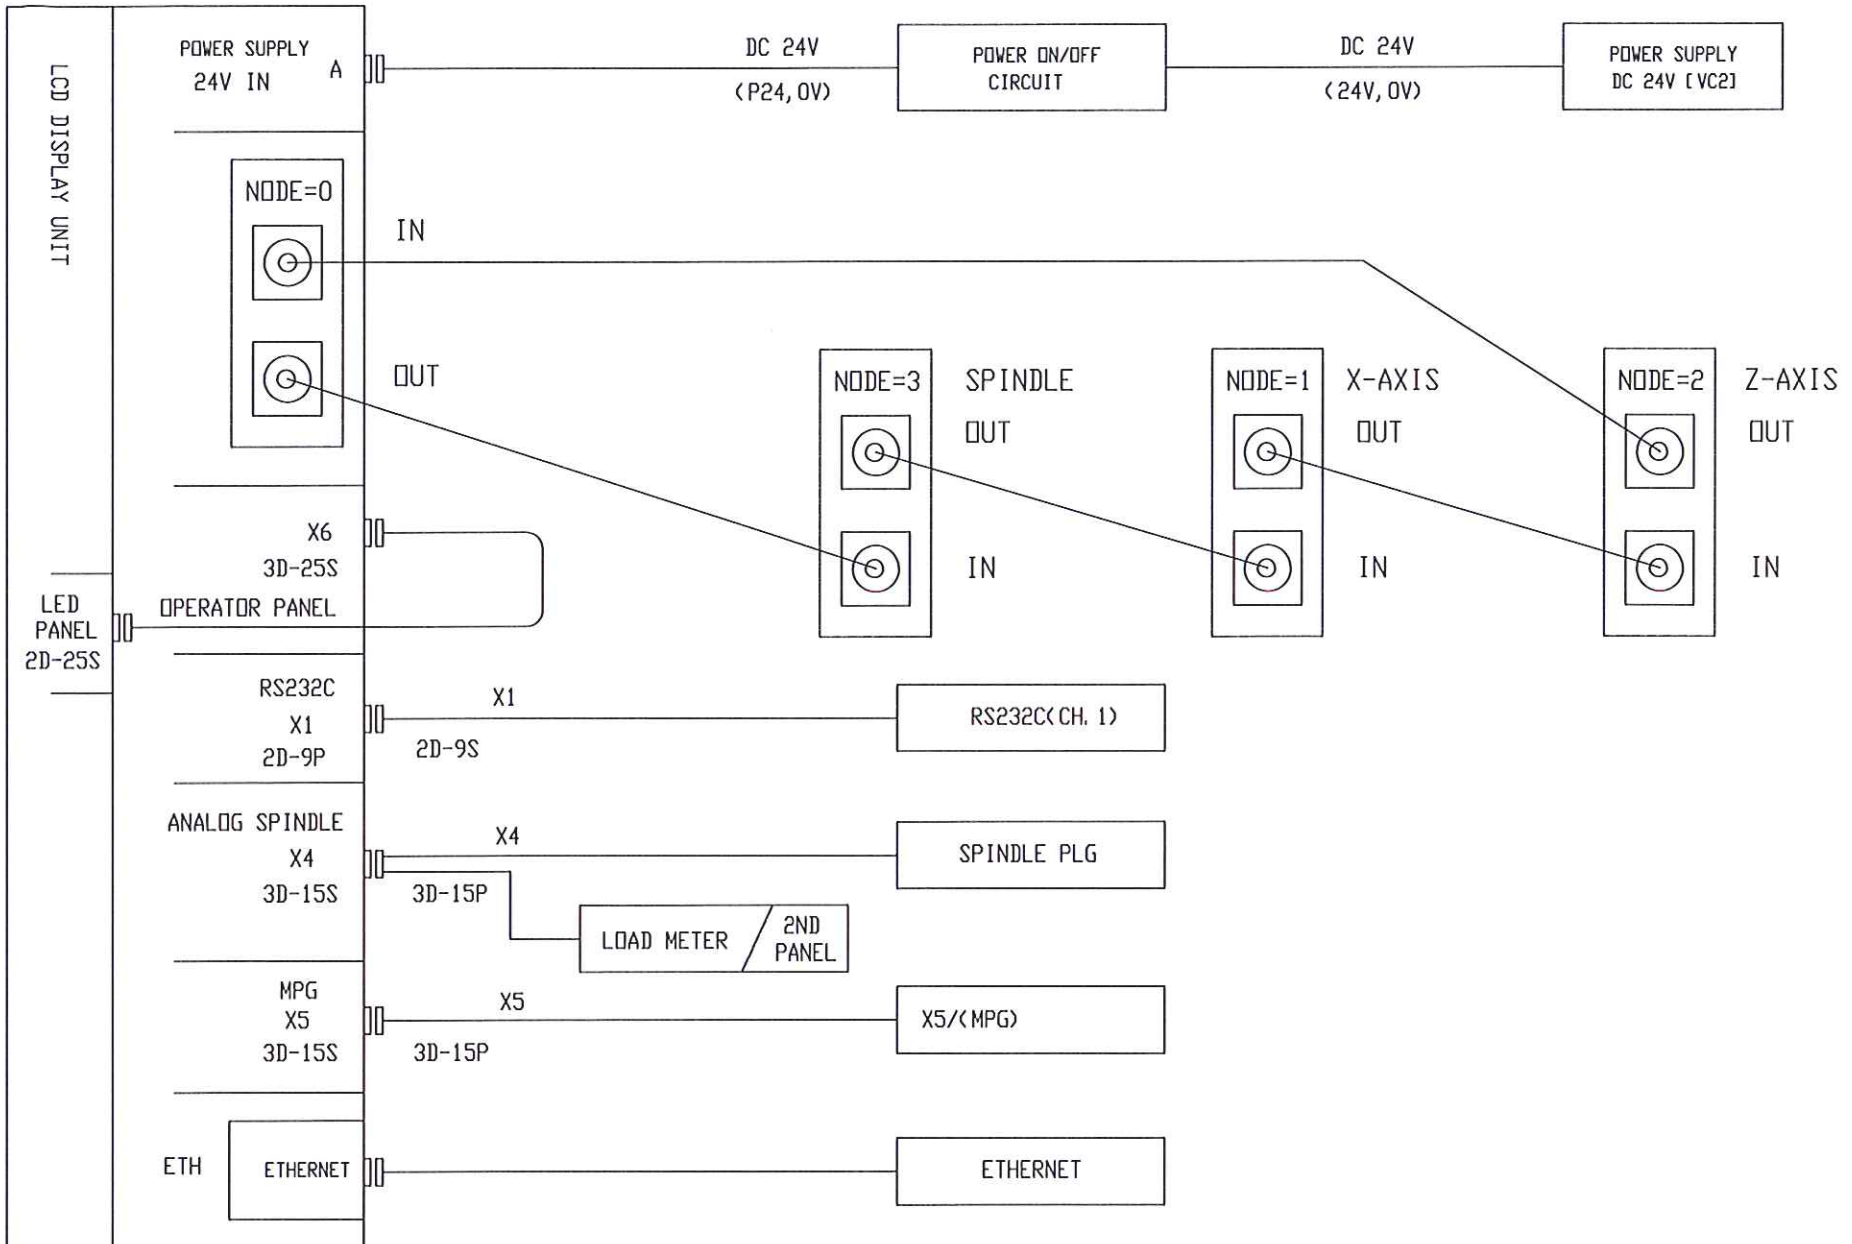 LCD DISPLAY UNIT
POWER SUPPLY
24V IN
A
DC 24V
(P24,0V)
POWER ON/OFF
CIRCUIT
DC 24V
(24V,0V)
POWER SUPPLY
DC 24V [VC2]
NODE=0
IN
OUT
NODE=3
SPINDLE
OUT
IN
NODE=1
X-AXIS
OUT
IN
NODE=2
Z-AXIS
OUT
IN
X6
3D-25S
OPERATOR PANEL
LED
PANEL
2D-25S
RS232C
X1
2D-9P
X1
2D-9S
RS232C(CH.1)
ANALOG SPINDLE
X4
3D-15S
X4
3D-15P
SPINDLE PLG
LOAD METER
2ND
PANEL
MPG
X5
3D-15S
X5
3D-15P
X5/(MPG)
ETH
ETHERNET
ETHERNET